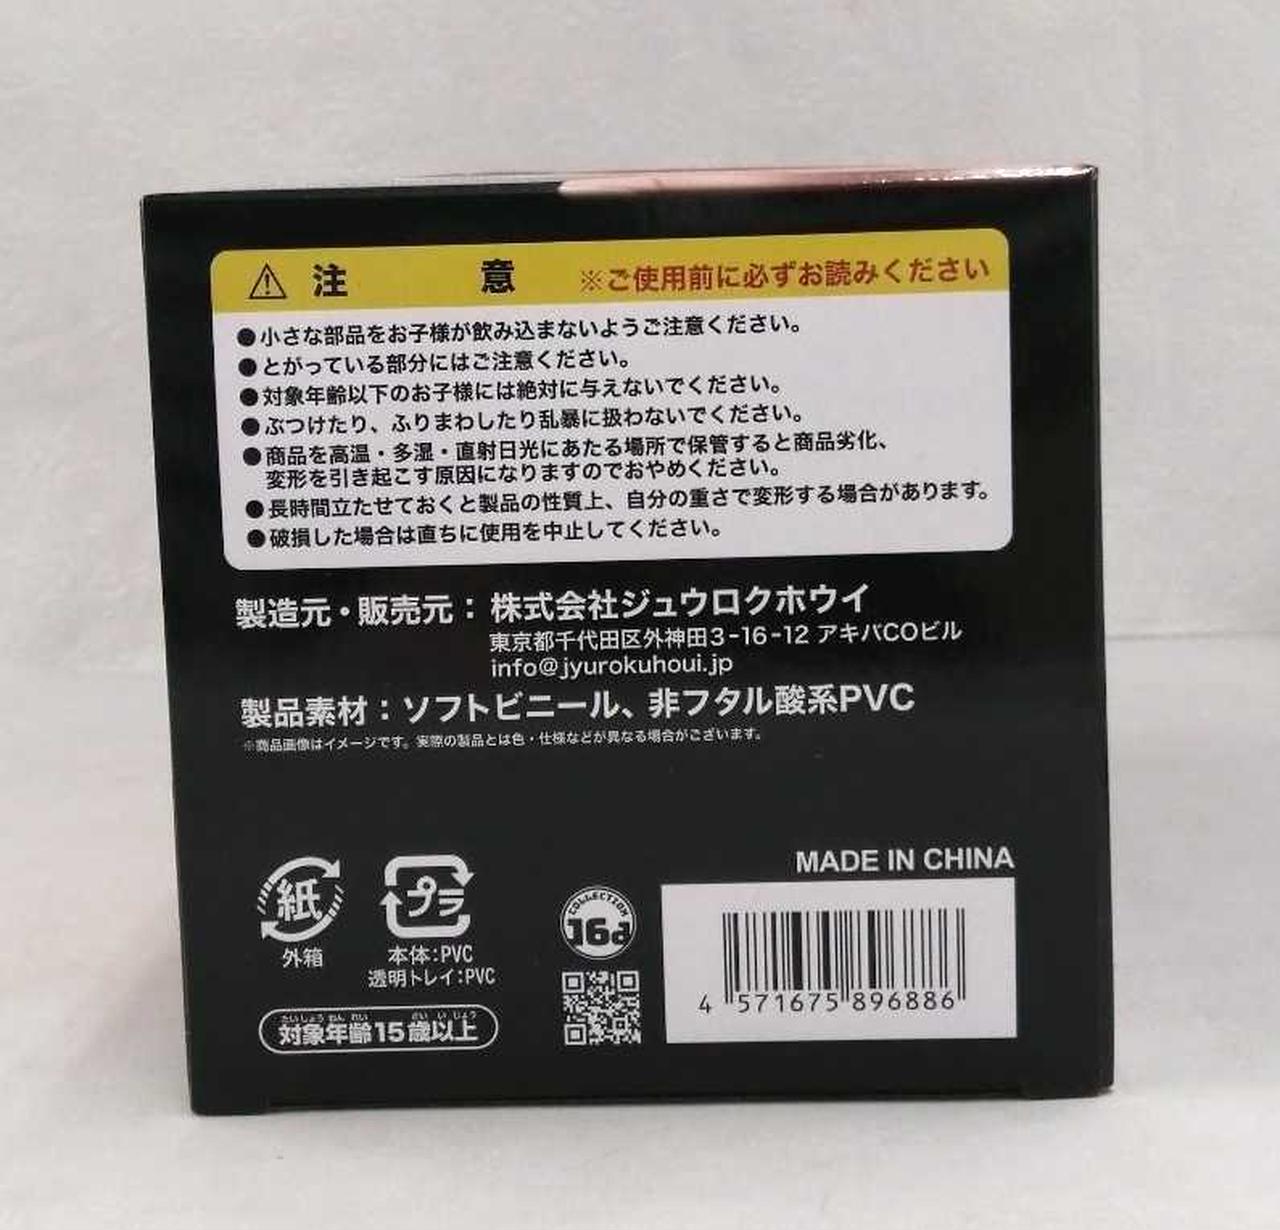 ⚠ 注 意 ※ご使用前に必ずお読みください
●小さな部品をお子様が飲み込まないようご注意ください。
●とがっている部分にはご注意ください。
●対象年齢以下のお子様には絶対に与えないでください。
●ぶつけたり、ふりまわしたり乱暴に扱わないでください。
●商品を高温・多湿・直射日光にあたる場所で保管すると商品劣化、
変形を引き起こす原因になりますのでおやめください。
●長時間立たせておくと製品の性質上、自分の重さで変形する場合があります。
●破損した場合は直ちに使用を中止してください。
製造元・販売元：株式会社ジュウロクホウイ
東京都千代田区外神田3-16-12 アキバCOビル
info@jyurokuhoui.jp
製品素材：ソフトビニール、非フタル酸系PVC
※商品画像はイメージです。実際の製品とは色・仕様などが異なる場合がございます。
紙
外箱
プラ
本体：PVC
透明トレイ：PVC
たいしょう ねん れい さい い じょう
対象年齢15歳以上
COLLECTION
16d
MADE IN CHINA
4 571675 896886